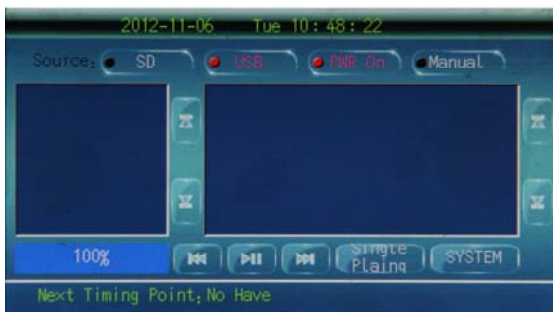 2012-11-06 Tue 10:48:22
Source: SD USB PWR On Manual
100% Single Plaing SYSTEM
Next Timing Point:No Have